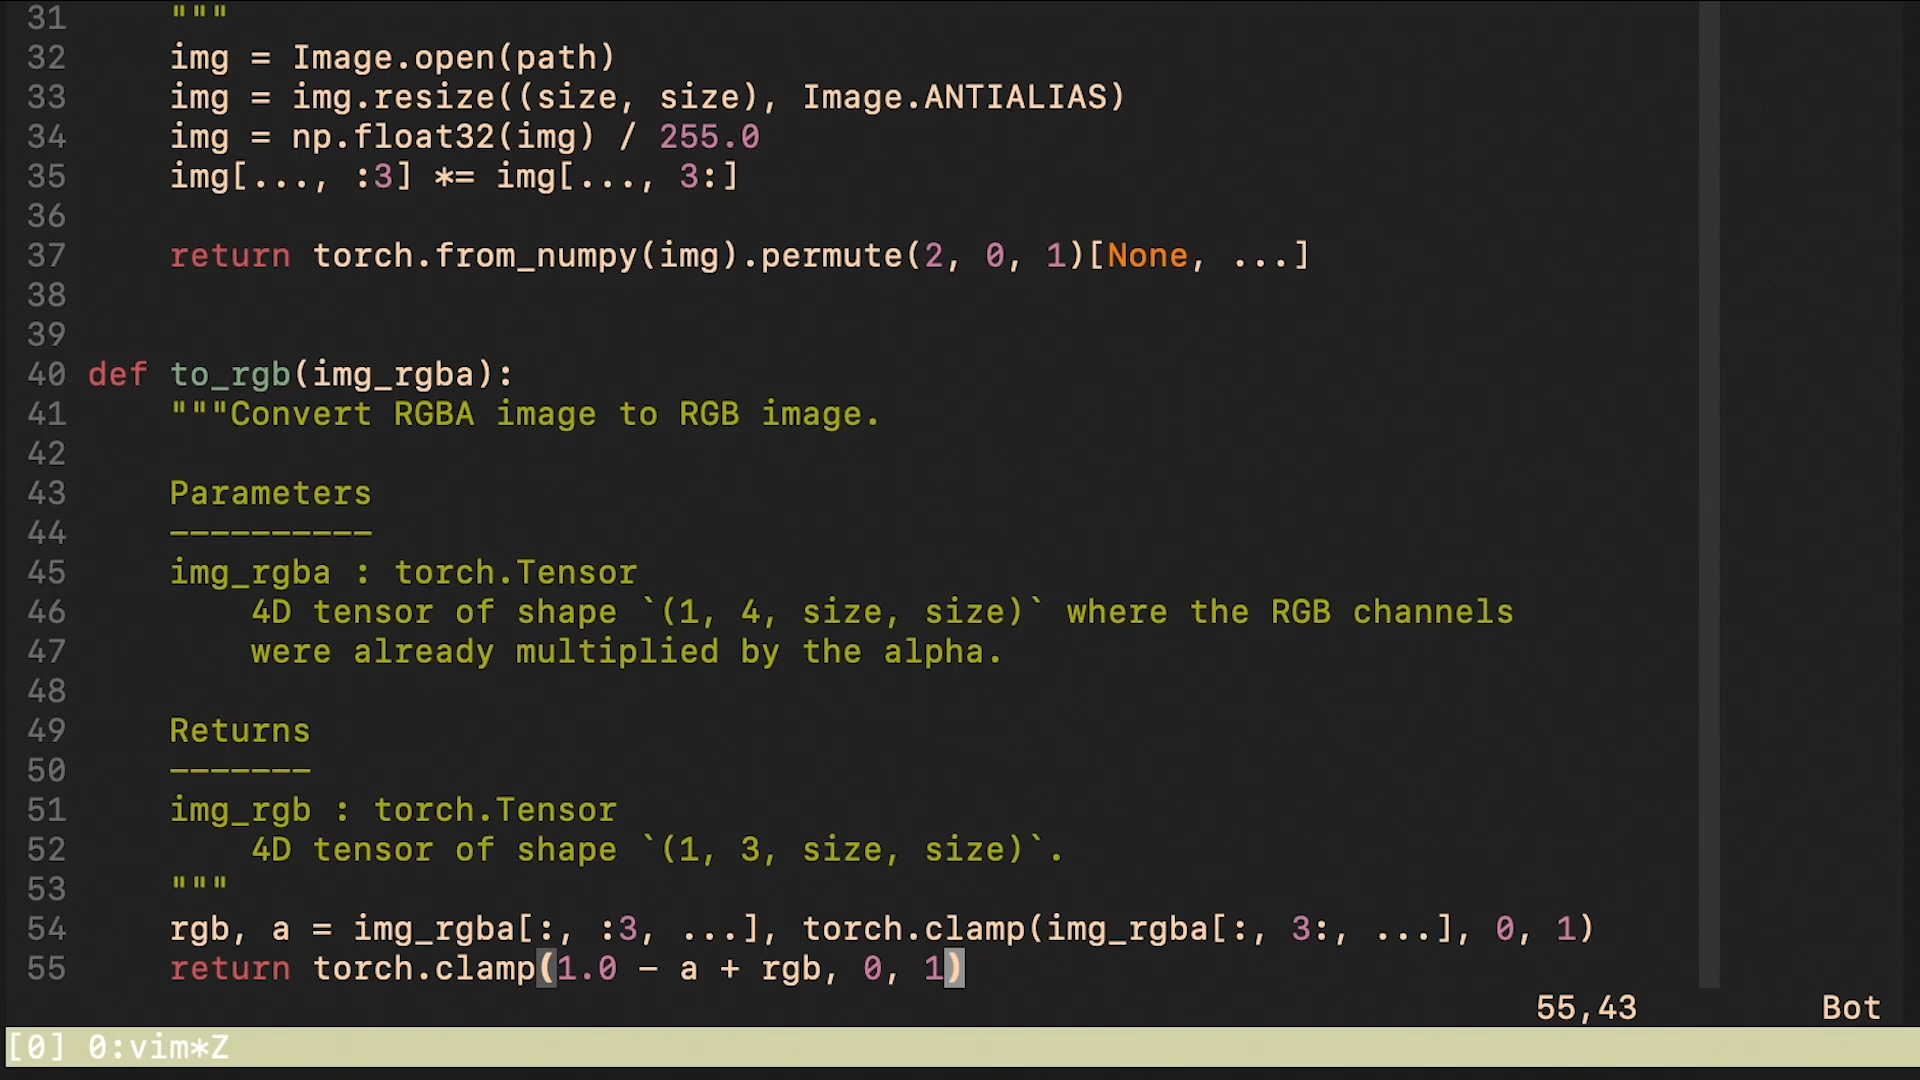 31     """
32     img = Image.open(path)
33     img = img.resize((size, size), Image.ANTIALIAS)
34     img = np.float32(img) / 255.0
35     img[..., :3] *= img[..., 3:]
36
37     return torch.from_numpy(img).permute(2, 0, 1)[None, ...]
38
39
40 def to_rgb(img_rgba):
41     """Convert RGBA image to RGB image.
42
43     Parameters
44     ----------
45     img_rgba : torch.Tensor
46         4D tensor of shape `(1, 4, size, size)` where the RGB channels
47         were already multiplied by the alpha.
48
49     Returns
50     -------
51     img_rgb : torch.Tensor
52         4D tensor of shape `(1, 3, size, size)`.
53     """
54     rgb, a = img_rgba[:, :3, ...], torch.clamp(img_rgba[:, 3:, ...], 0, 1)
55     return torch.clamp(1.0 - a + rgb, 0, 1)
55,43 Bot
[0] 0:vim*Z